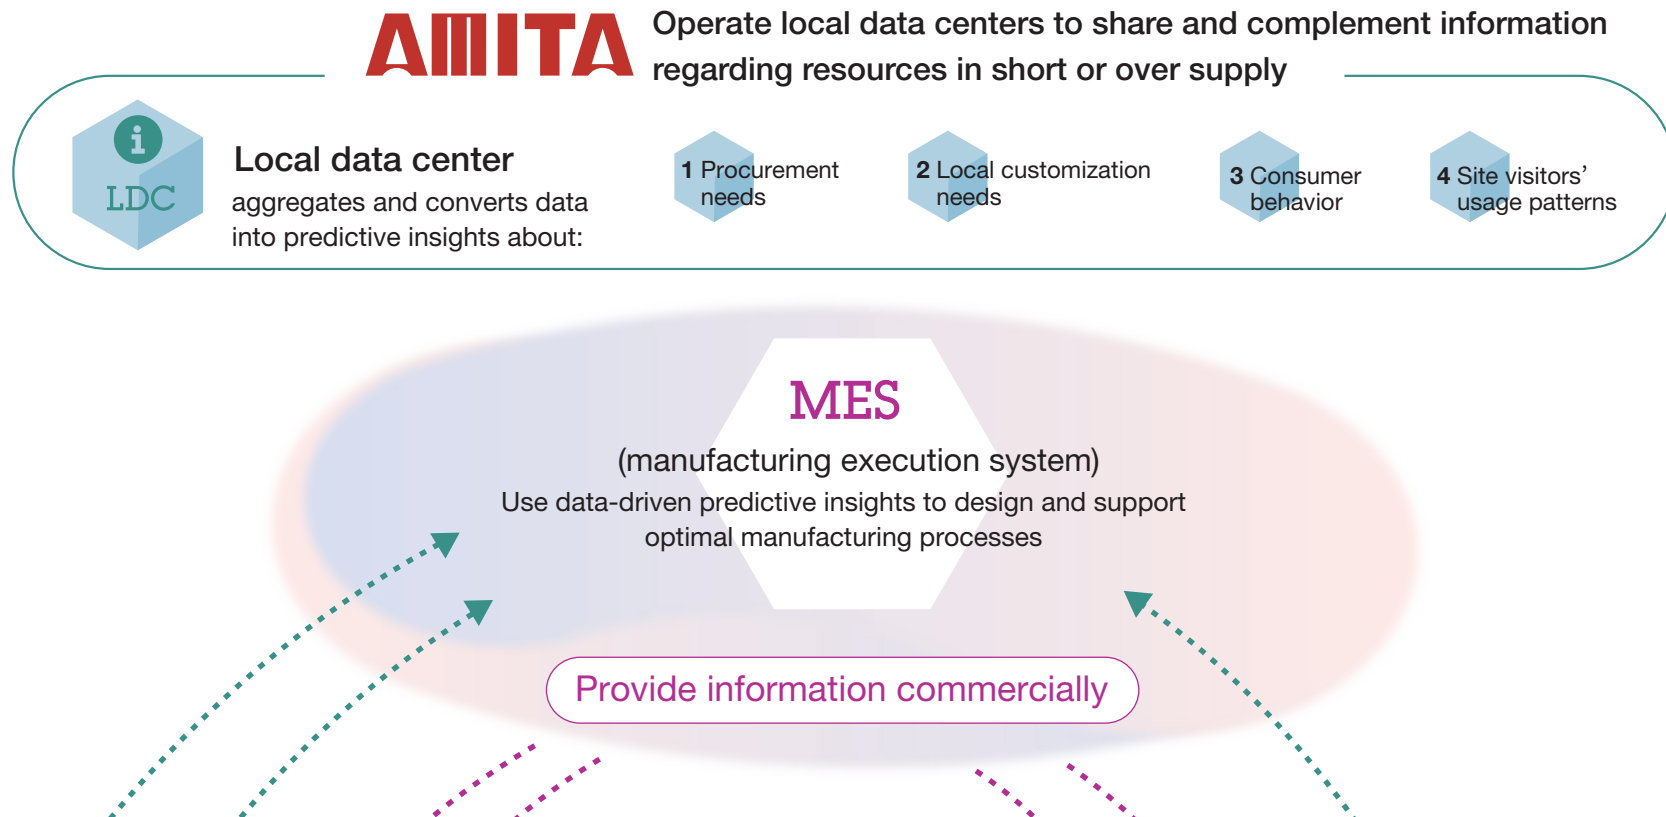 AMITA
Operate local data centers to share and complement information
regarding resources in short or over supply
i
LDC
Local data center
aggregates and converts data
into predictive insights about:
1 Procurement
needs
2 Local customization
needs
3 Consumer
behavior
4 Site visitors’
usage patterns
MES
(manufacturing execution system)
Use data-driven predictive insights to design and support
optimal manufacturing processes
Provide information commercially